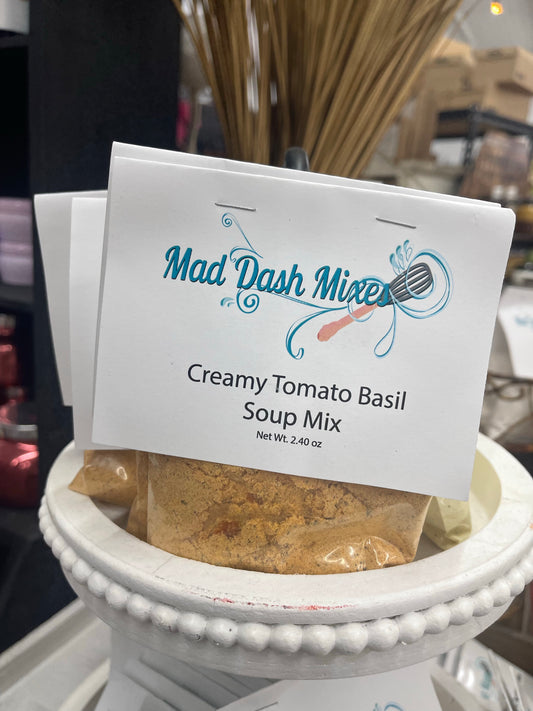 Mad Dash Mixes
Creamy Tomato Basil
Soup Mix
Net Wt. 2.40 oz